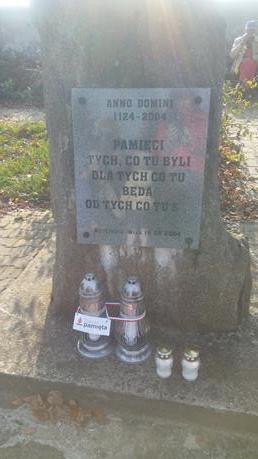 ANNO DOMINI
1124-2004
PAMIĘCI
TYCH, CO TU BYLI
DLA TYCH CO TU
BĘDĄ
OD TYCH CO TU
2004
pamięta